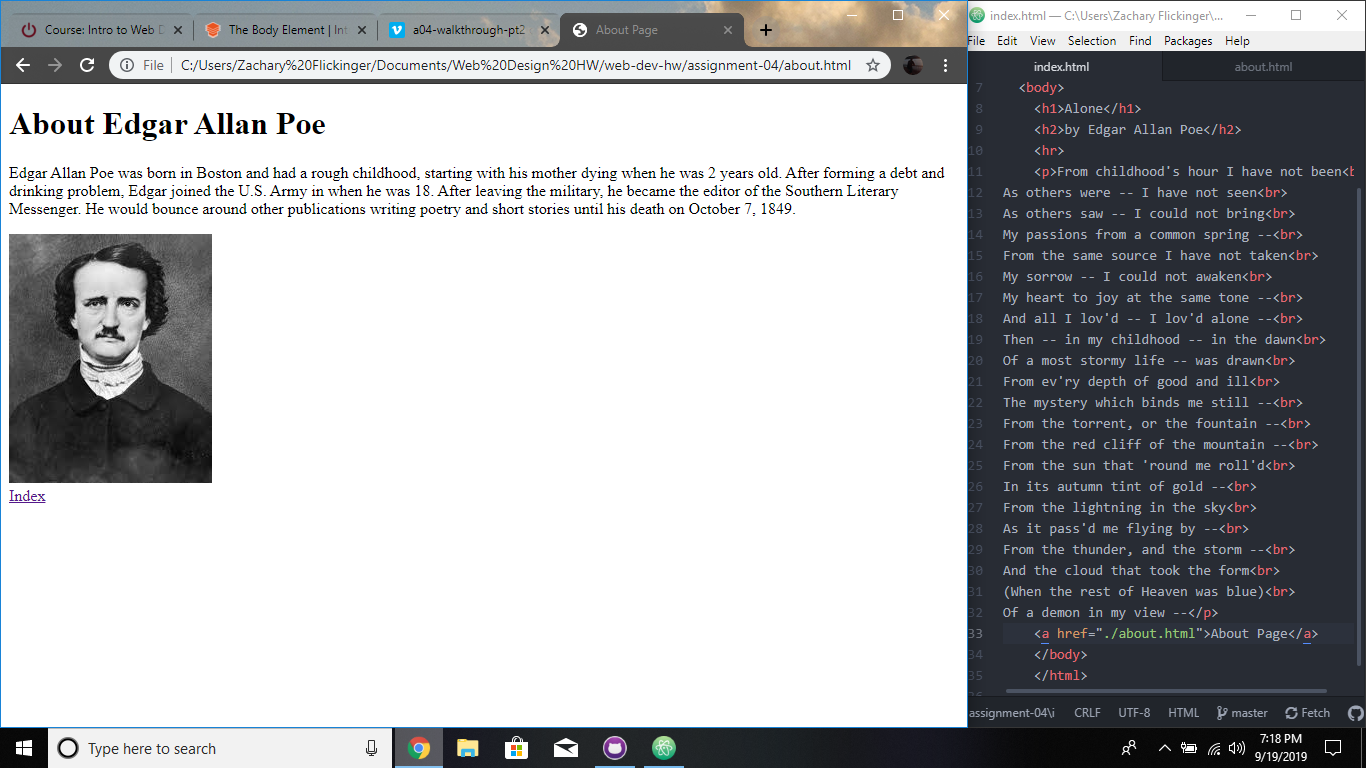 Course: Intro to Web D
The Body Element | Int
a04-walkthrough-pt2
About Page
File
C:/Users/Zachary%20Flickinger/Documents/Web%20Design%20HW/web-dev-hw/assignment-04/about.html
About Edgar Allan Poe
Edgar Allan Poe was born in Boston and had a rough childhood, starting with his mother dying when he was 2 years old. After forming a debt and
drinking problem, Edgar joined the U.S. Army in when he was 18. After leaving the military, he became the editor of the Southern Literary
Messenger. He would bounce around other publications writing poetry and short stories until his death on October 7, 1849.
Index
index.html — C:\Users\Zachary Flickinger\...
File Edit View Selection Find Packages Help
index.html about.html
7 <body>
8 <h1>Alone</h1>
9 <h2>by Edgar Allan Poe</h2>
10 <hr>
11 <p>From childhood's hour I have not been<b
12 As others were -- I have not seen<br>
13 As others saw -- I could not bring<br>
14 My passions from a common spring --<br>
15 From the same source I have not taken<br>
16 My sorrow -- I could not awaken<br>
17 My heart to joy at the same tone --<br>
18 And all I lov'd -- I lov'd alone --<br>
19 Then -- in my childhood -- in the dawn<br>
20 Of a most stormy life -- was drawn<br>
21 From ev'ry depth of good and ill<br>
22 The mystery which binds me still --<br>
23 From the torrent, or the fountain --<br>
24 From the red cliff of the mountain --<br>
25 From the sun that 'round me roll'd<br>
26 In its autumn tint of gold --<br>
27 From the lightning in the sky<br>
28 As it pass'd me flying by --<br>
29 From the thunder, and the storm --<br>
30 And the cloud that took the form<br>
31 (When the rest of Heaven was blue)<br>
32 Of a demon in my view --</p>
33 <a href="./about.html">About Page</a>
34 </body>
35 </html>
assignment-04\i CRLF UTF-8 HTML master Fetch
Type here to search
7:18 PM
9/19/2019